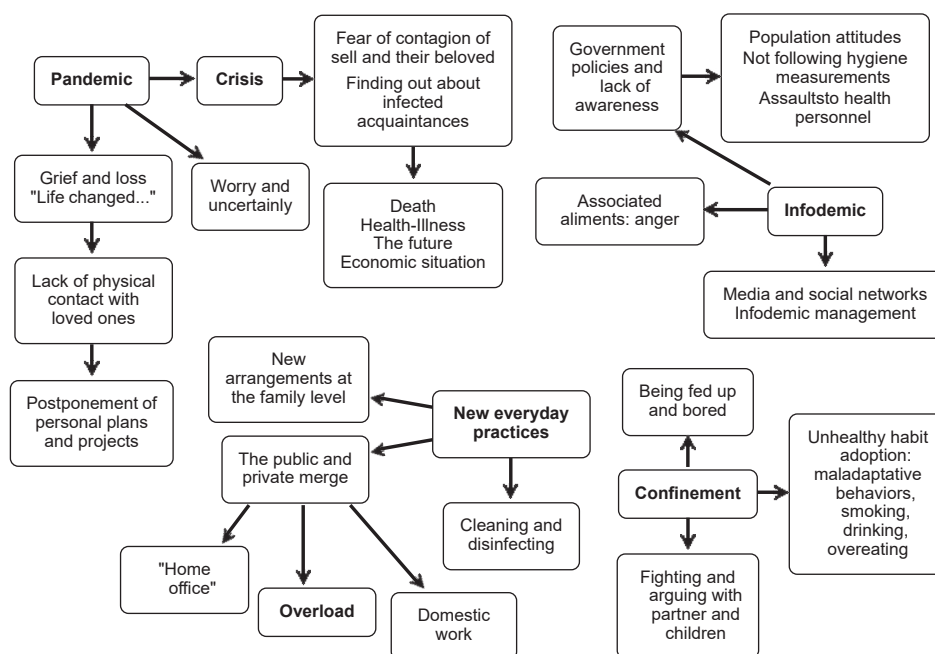 Pandemic
Crisis
Fear of contagion of
sell and their beloved
Finding out about
infected
acquaintances
Government
policies and
lack of
awareness
Population attitudes
Not following hygiene
measurements
Assaultsto health
personnel
Grief and loss
"Life changed..."
Worry and
uncertainly
Death
Health-Illness
The future
Economic situation
Associated
aliments: anger
Infodemic
Lack of physical
contact with
loved ones
Media and social networks
Infodemic management
Postponement of
personal plans
and projects
New
arrangements at
the family level
New everyday
practices
Being fed up
and bored
The public and
private merge
Cleaning and
disinfecting
Confinement
Unhealthy habit
adoption:
maladaptative
behaviors,
smoking,
drinking,
overeating
"Home
office"
Overload
Domestic
work
Fighting and
arguing with
partner and
children